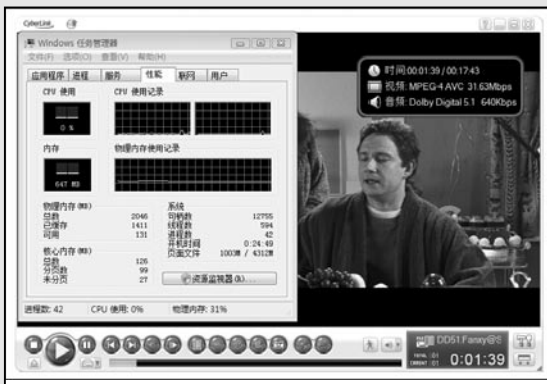 CyberLink.
Windows 任务管理器
文件(F) 选项(O) 查看(V) 帮助(H)
应用程序 进程 服务 性能 联网 用户
CPU 使用 CPU 使用记录
0 %
内存 物理内存使用记录
647 MB
物理内存(MB)
总数 2046
已缓存 1411
可用 131
核心内存(MB)
总数 126
分页数 99
未分页 27
系统
句柄数 12755
线程数 594
进程数 42
开机时间 0:24:49
页面文件 1003M / 4312M
资源监视器(R)...
进程数: 42 CPU 使用: 0% 物理内存: 31%
时间:00:01:39 / 00:17:43
视频: MPEG-4 AVC 31.63Mbps
音频: Dolby Digital 5.1 640Kbps
DD51.Fanxy@S
TOTAL :01
CURRENT :01
0:01:39